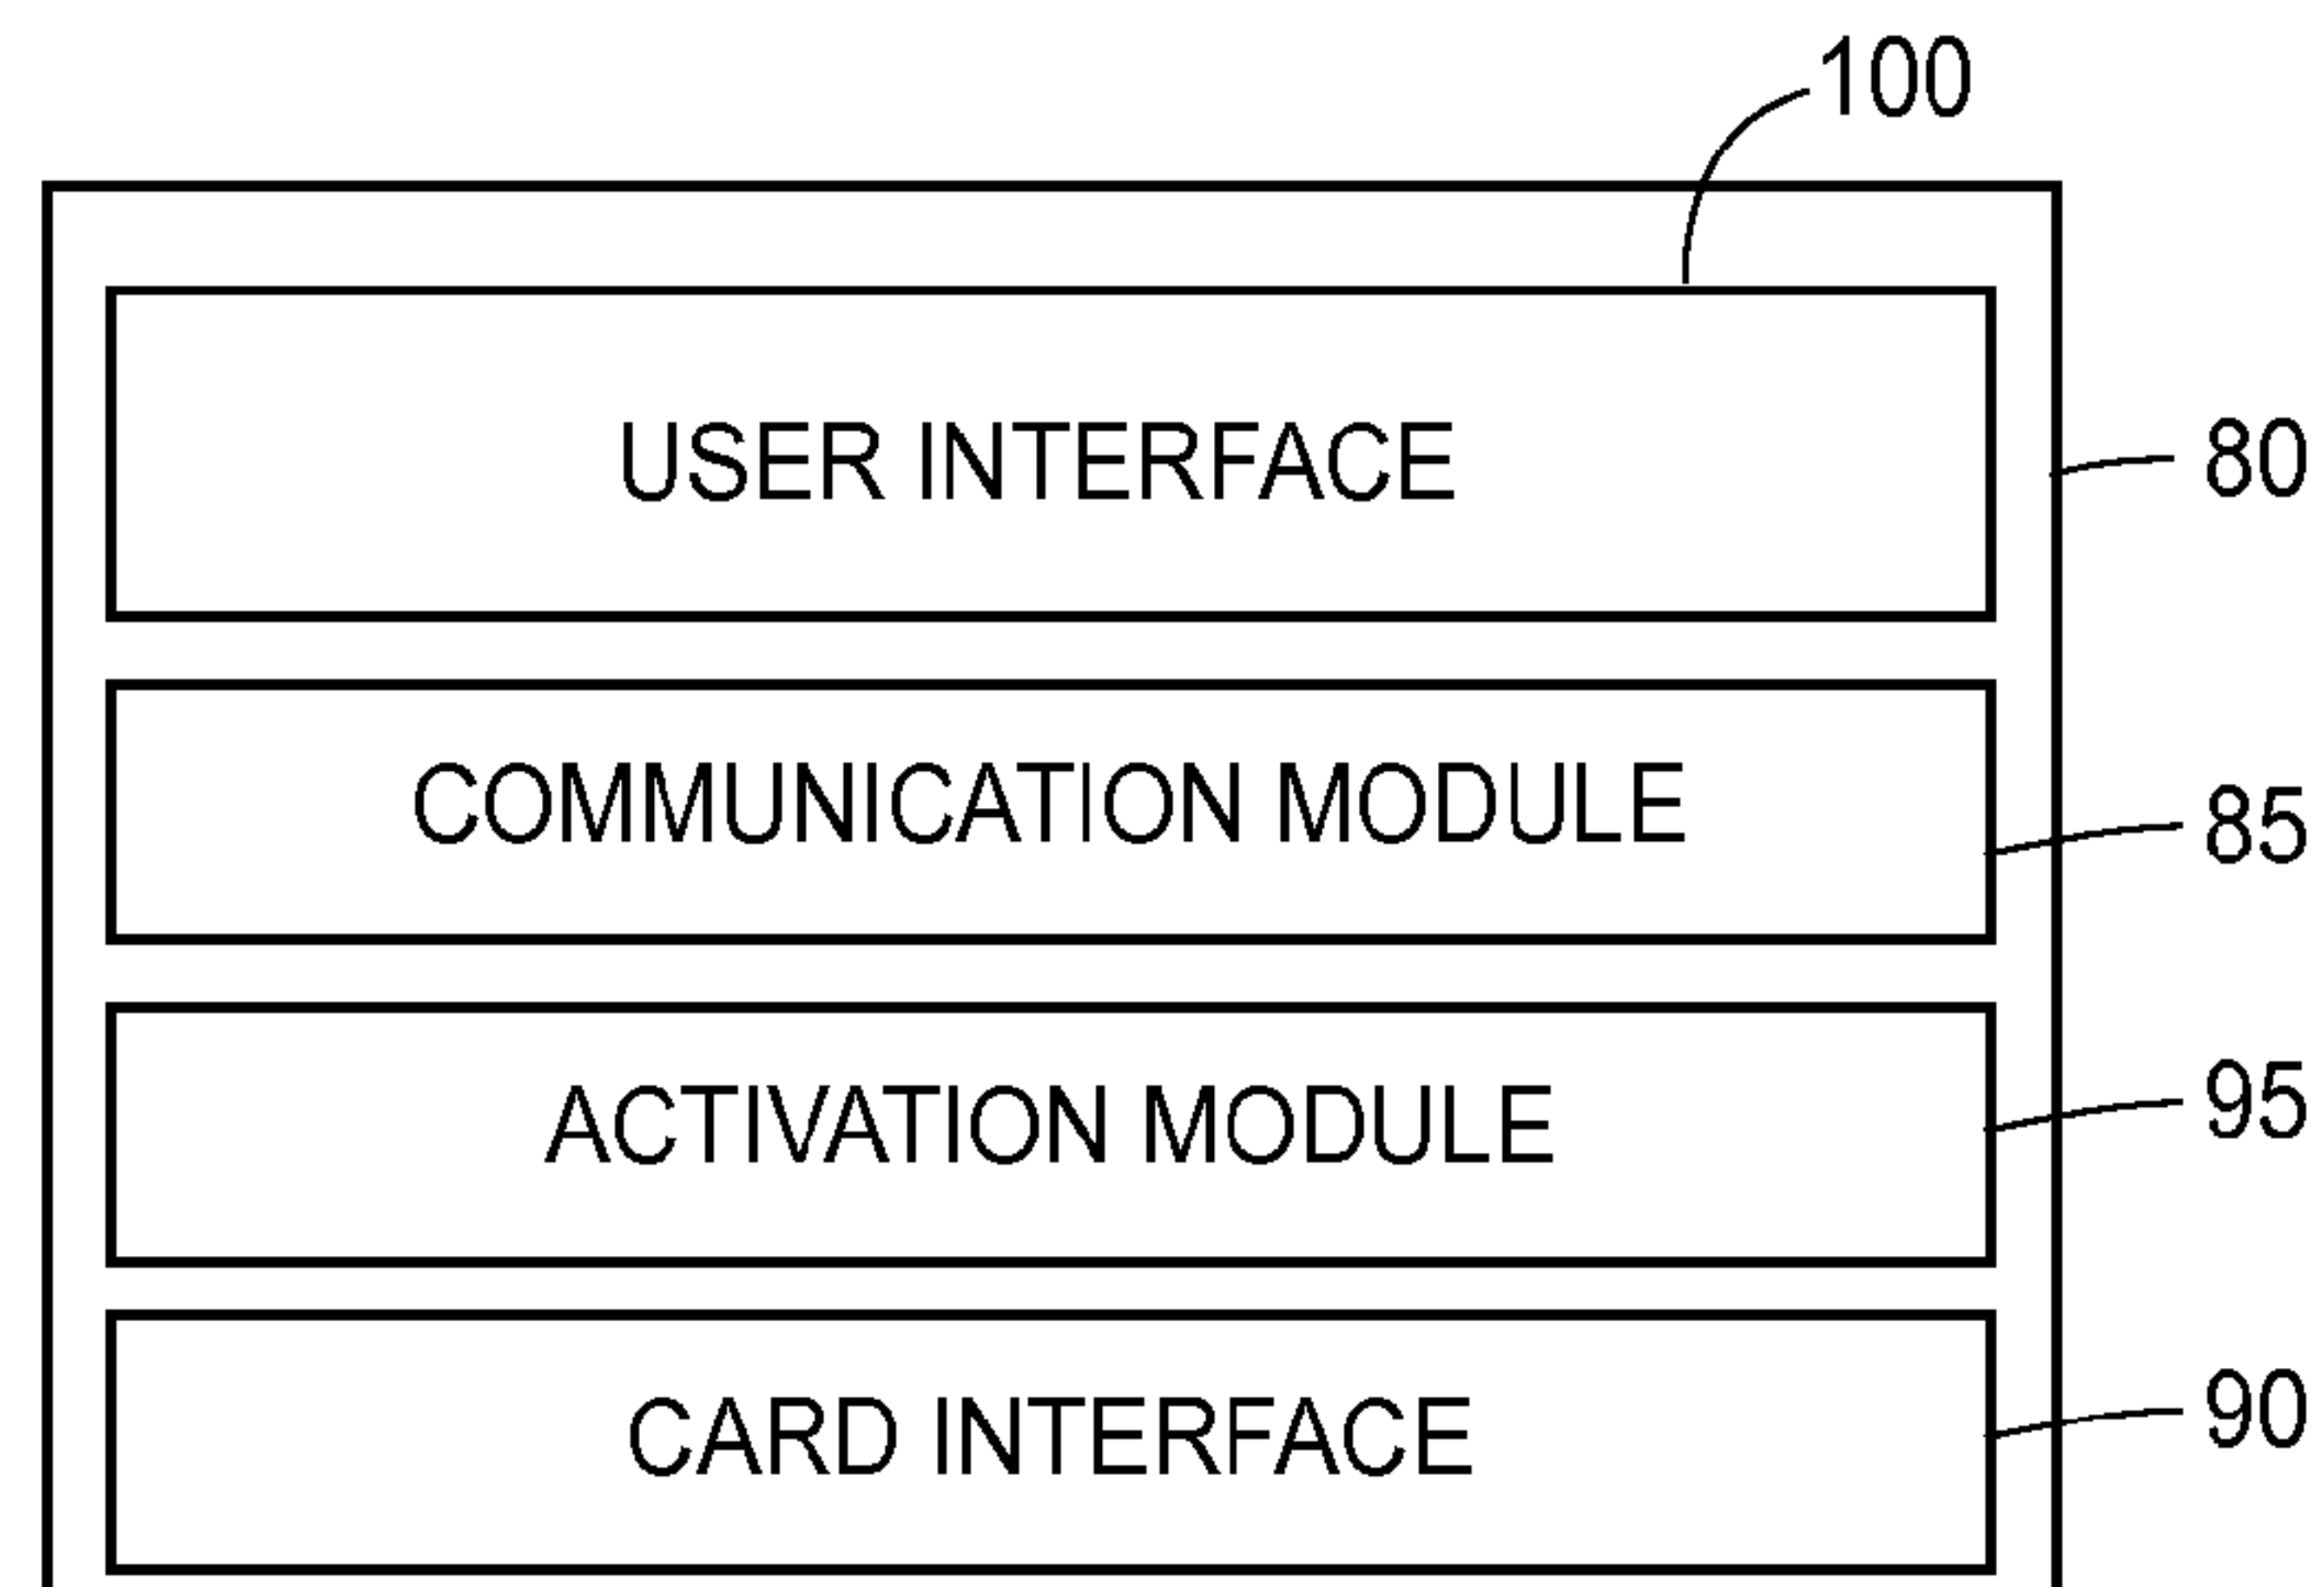 100
USER INTERFACE
80
COMMUNICATION MODULE
85
ACTIVATION MODULE
95
CARD INTERFACE
90